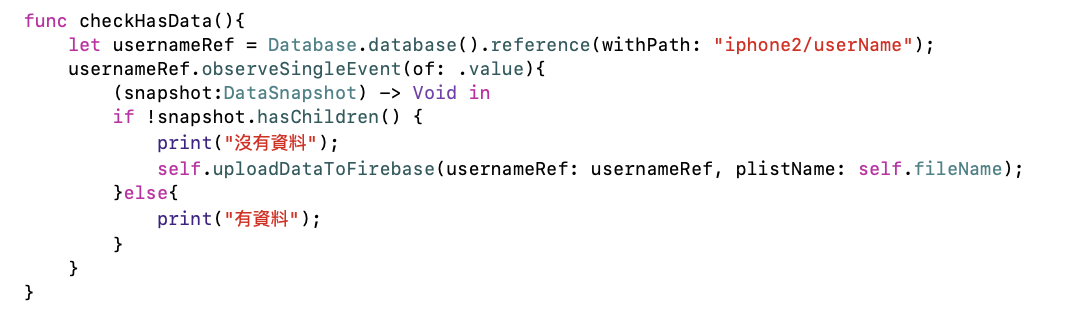 func checkHasData(){
    let usernameRef = Database.database().reference(withPath: "iphone2/userName");
    usernameRef.observeSingleEvent(of: .value){
        (snapshot:DataSnapshot) -> Void in
        if !snapshot.hasChildren() {
            print("沒有資料");
            self.uploadDataToFirebase(usernameRef: usernameRef, plistName: self.fileName);
        }else{
            print("有資料");
        }
    }
}